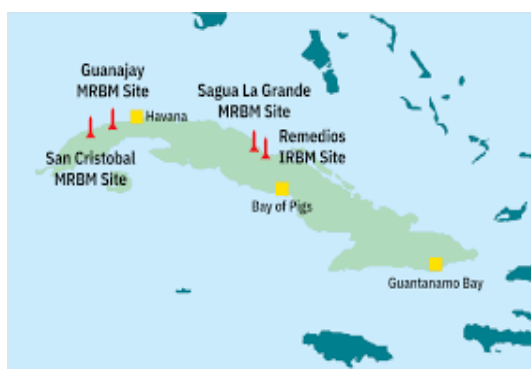 Guanajay
MRBM Site
Havana
Sagua La Grande
MRBM Site
Remedios
IRBM Site
San Cristobal
MRBM Site
Bay of Pigs
Guantanamo Bay